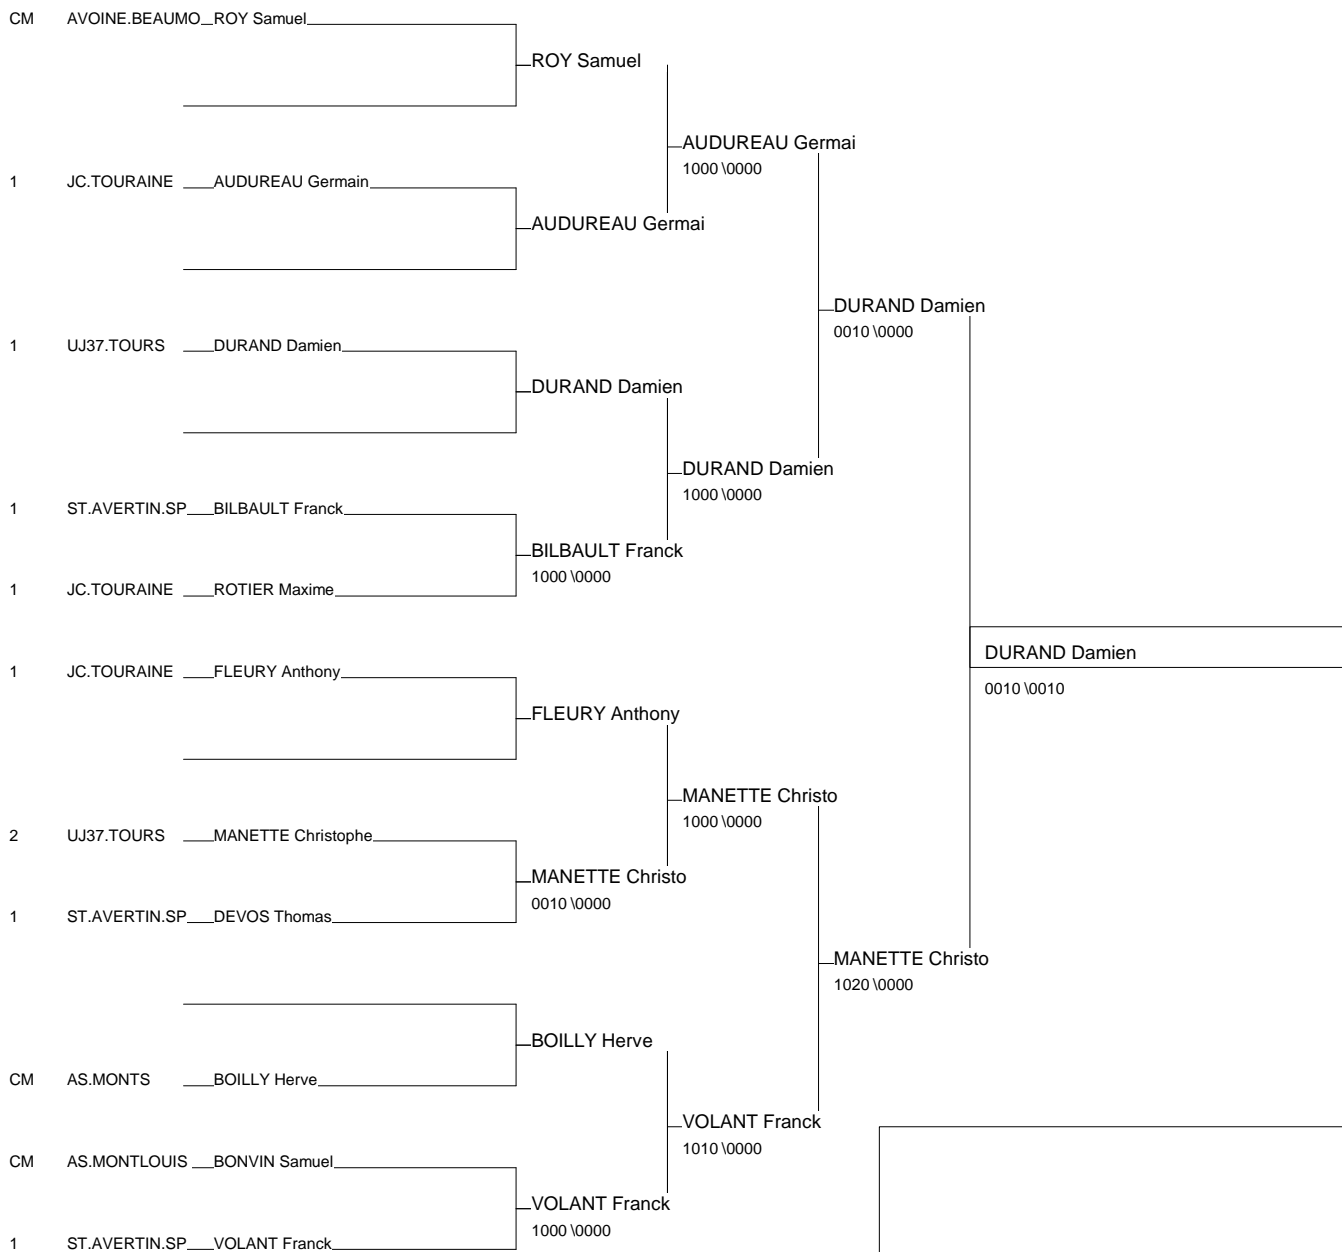 CM AVOINE.BEAUMO ROY Samuel
ROY Samuel
AUDUREAU Germai
1000 \0000
1 JC.TOURAINE AUDUREAU Germain
AUDUREAU Germai
DURAND Damien
0010 \0000
1 UJ37.TOURS DURAND Damien
DURAND Damien
DURAND Damien
1000 \0000
1 ST.AVERTIN.SP BILBAULT Franck
BILBAULT Franck
1000 \0000
1 JC.TOURAINE ROTIER Maxime
DURAND Damien
0010 \0010
1 JC.TOURAINE FLEURY Anthony
FLEURY Anthony
MANETTE Christo
1000 \0000
2 UJ37.TOURS MANETTE Christophe
MANETTE Christo
0010 \0000
1 ST.AVERTIN.SP DEVOS Thomas
MANETTE Christo
1020 \0000
BOILLY Herve
CM AS.MONTS BOILLY Herve
VOLANT Franck
1010 \0000
CM AS.MONTLOUIS BONVIN Samuel
VOLANT Franck
1000 \0000
1 ST.AVERTIN.SP VOLANT Franck